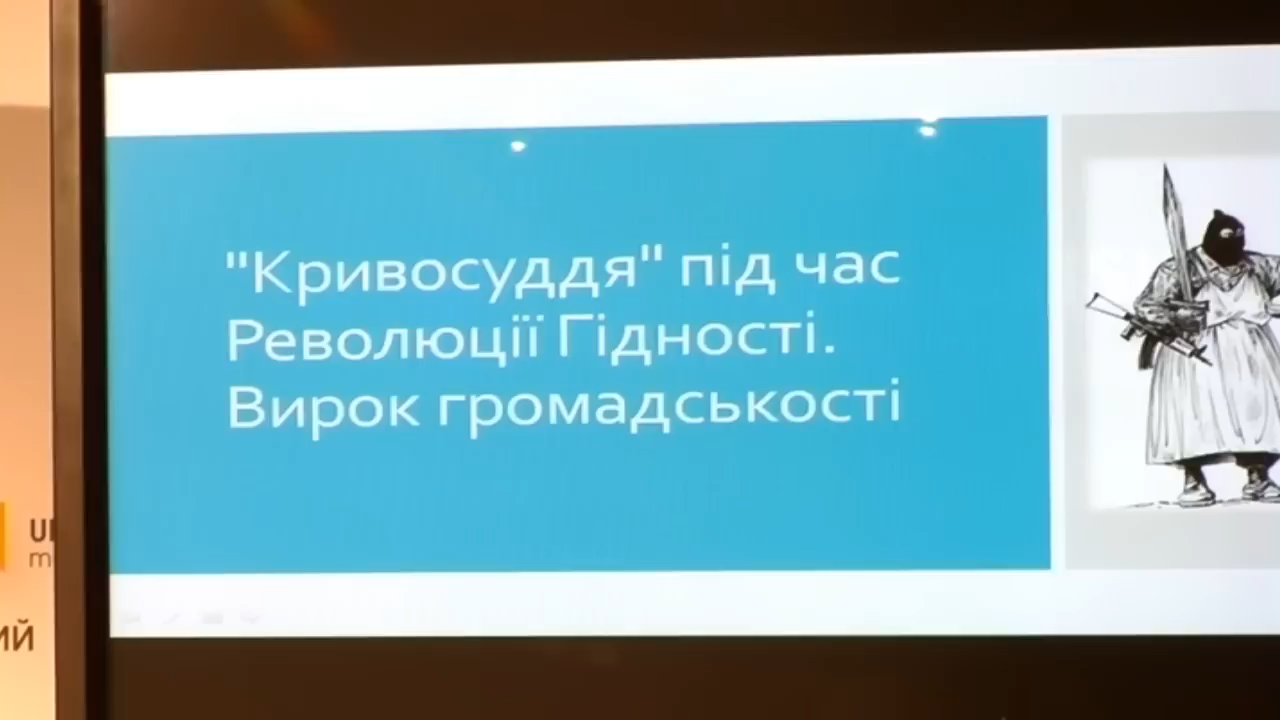 "Кривосуддя" під час
Революції Гідності.
Вирок громадськості